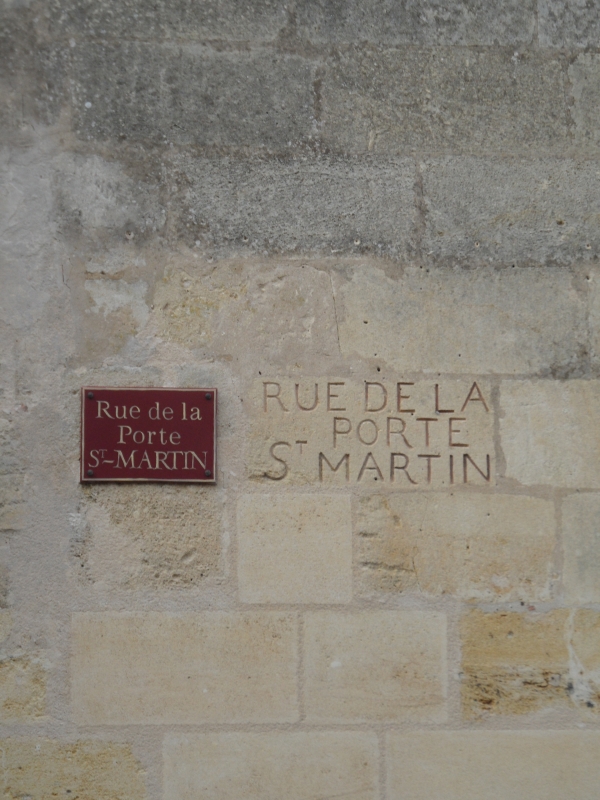 Rue de la
Porte
ST-MARTIN
RUE DE LA
PORTE
ST MARTIN